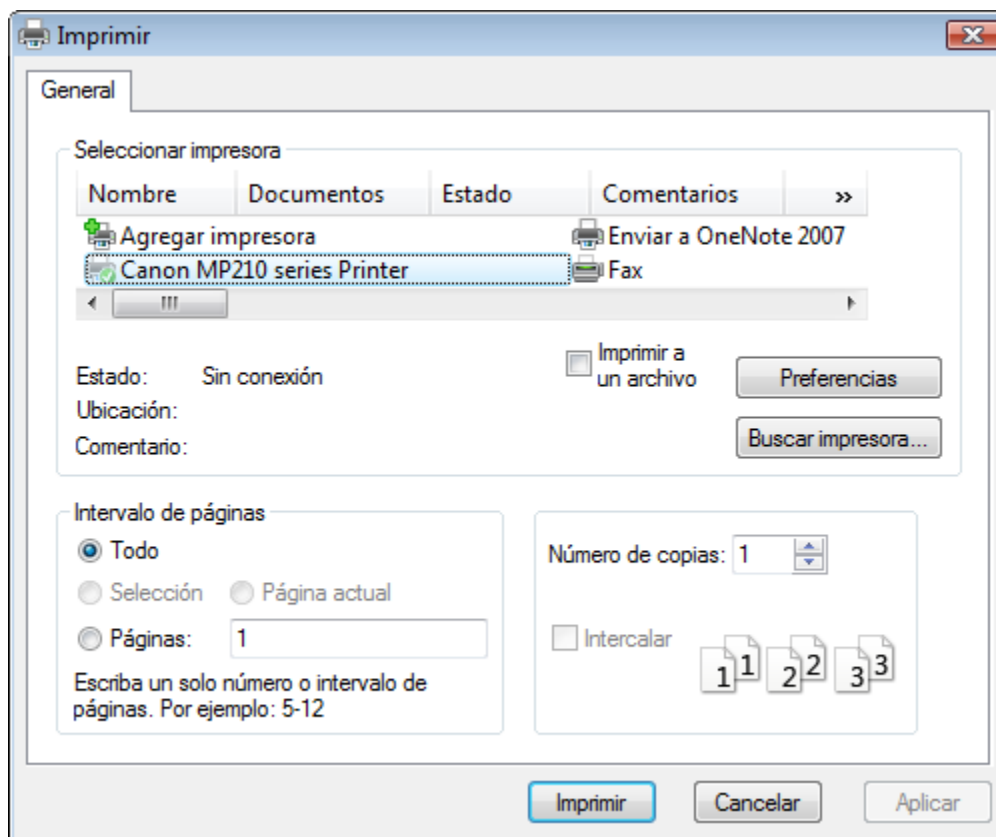 Imprimir
General
Seleccionar impresora
Nombre Documentos Estado Comentarios »
Agregar impresora Enviar a OneNote 2007
Canon MP210 series Printer Fax
Estado: Sin conexión
Imprimir a
un archivo
Preferencias
Ubicación:
Comentario:
Buscar impresora...
Intervalo de páginas
Todo
Selección Página actual
Páginas: 1
Escriba un solo número o intervalo de
páginas. Por ejemplo: 5-12
Número de copias: 1
Intercalar
1 1 2 2 3 3
Imprimir Cancelar Aplicar